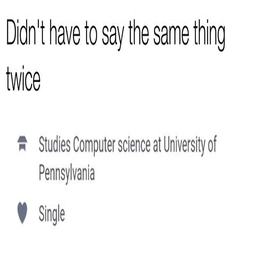 Didn't have to say the same thing
twice
Studies Computer science at University of
Pennsylvania
Single